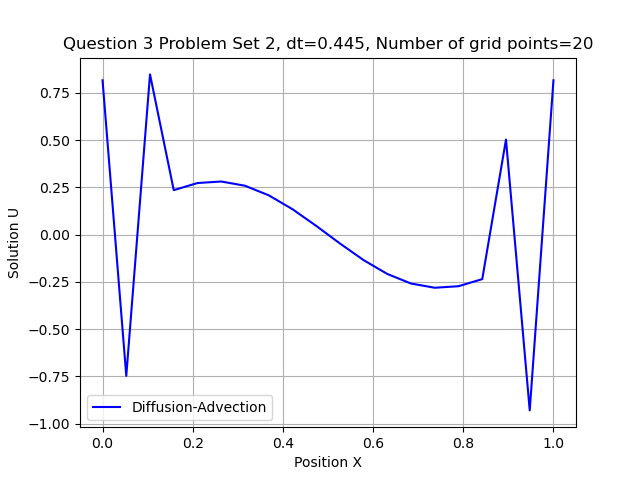 Question 3 Problem Set 2, dt=0.445, Number of grid points=20
Solution U
0.75
0.50
0.25
0.00
−0.25
−0.50
−0.75
−1.00
Diffusion-Advection
0.0 0.2 0.4 0.6 0.8 1.0
Position X